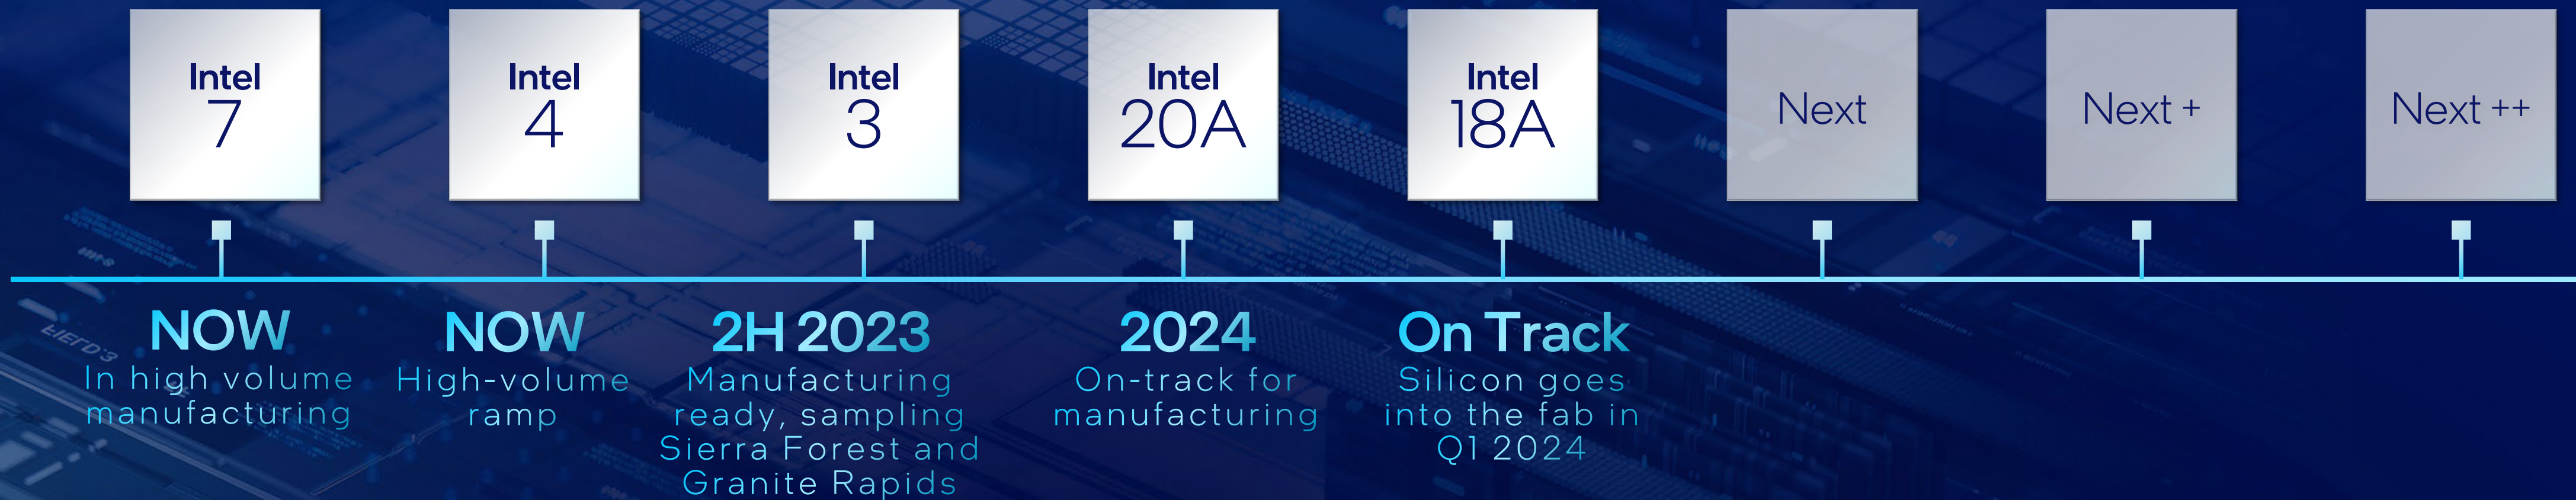 Intel
7
Intel
4
Intel
3
Intel
20A
Intel
18A
Next
Next +
Next ++
NOW
In high volume
manufacturing
NOW
High-volume
ramp
2H 2023
Manufacturing
ready, sampling
Sierra Forest and
Granite Rapids
2024
On-track for
manufacturing
On Track
Silicon goes
into the fab in
Q1 2024